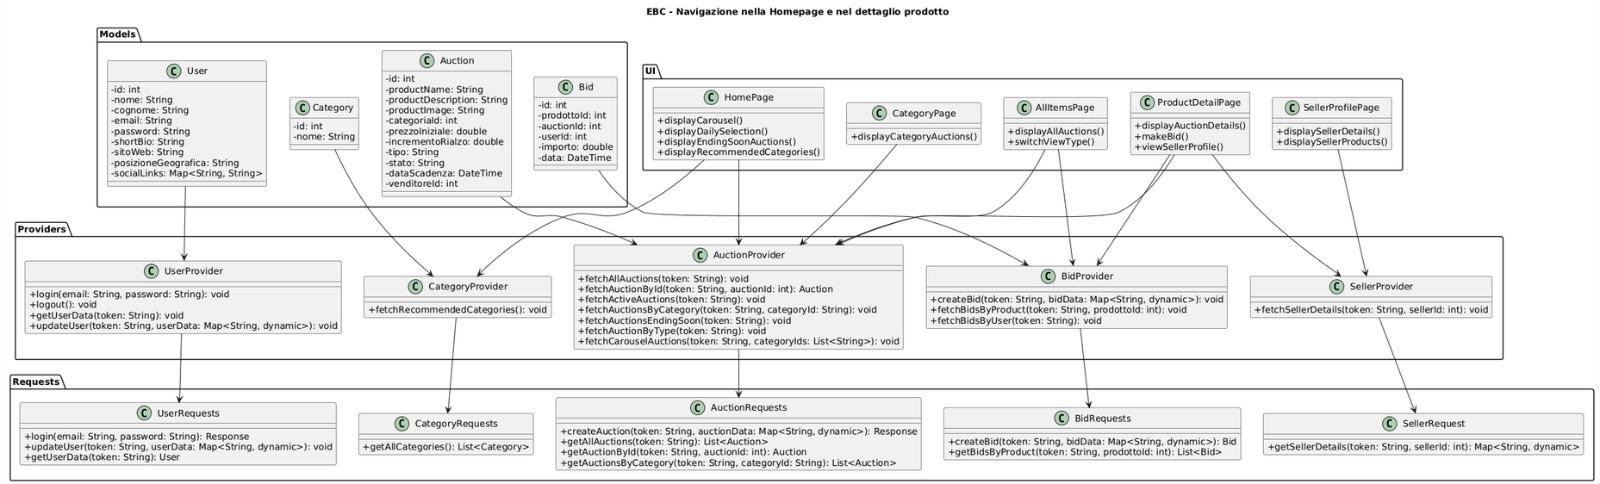 EBC - Navigazione nella Homepage e nel dettaglio prodotto
Models
C User
-id: int
-nome: String
-cognome: String
-email: String
-password: String
-shortBio: String
-sitoWeb: String
-posizioneGeografica: String
-socialLinks: Map<String, String>
C Category
-id: int
-nome: String
C Auction
-id: int
-productName: String
-productDescription: String
-productImage: String
-categoriaId: int
-prezzoIniziale: double
-incrementoRialzo: double
-tipo: String
-stato: String
-dataScadenza: DateTime
-venditoreId: int
C Bid
-id: int
-prodottoId: int
-auctionId: int
-userId: int
-importo: double
-data: DateTime
UI
C HomePage
+displayCarousel()
+displayDailySelection()
+displayEndingSoonAuctions()
+displayRecommendedCategories()
C CategoryPage
+displayCategoryAuctions()
C AllItemsPage
+displayAllAuctions()
+switchViewType()
C ProductDetailPage
+displayAuctionDetails()
+makeBid()
+viewSellerProfile()
C SellerProfilePage
+displaySellerDetails()
+displaySellerProducts()
Providers
C UserProvider
+login(email: String, password: String): void
+logout(): void
+getUserData(token: String): void
+updateUser(token: String, userData: Map<String, dynamic>): void
C CategoryProvider
+fetchRecommendedCategories(): void
C AuctionProvider
+fetchAllAuctions(token: String): void
+fetchAuctionById(token: String, auctionId: int): Auction
+fetchActiveAuctions(token: String): void
+fetchAuctionsByCategory(token: String, categoryId: String): void
+fetchAuctionsEndingSoon(token: String): void
+fetchAuctionByType(token: String): void
+fetchCarouselAuctions(token: String, categoryIds: List<String>): void
C BidProvider
+createBid(token: String, bidData: Map<String, dynamic>): void
+fetchBidsByProduct(token: String, prodottoId: int): void
+fetchBidsByUser(token: String): void
C SellerProvider
+fetchSellerDetails(token: String, sellerId: int): void
Requests
C UserRequests
+login(email: String, password: String): Response
+updateUser(token: String, userData: Map<String, dynamic>): void
+getUserData(token: String): User
C CategoryRequests
+getAllCategories(): List<Category>
C AuctionRequests
+createAuction(token: String, auctionData: Map<String, dynamic>): Response
+getAllAuctions(token: String): List<Auction>
+getAuctionById(token: String, auctionId: int): Auction
+getAuctionsByCategory(token: String, categoryId: String): List<Auction>
C BidRequests
+createBid(token: String, bidData: Map<String, dynamic>): Bid
+getBidsByProduct(token: String, prodottoId: int): List<Bid>
C SellerRequest
+getSellerDetails(token: String, sellerId: int): Map<String, dynamic>